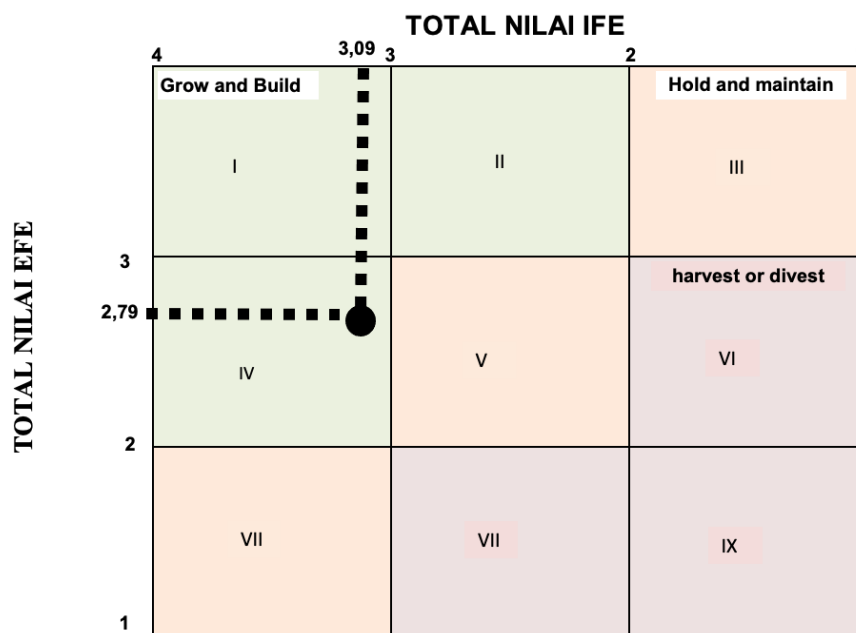 TOTAL NILAI IFE
4
3,09
3
2
Grow and Build
Hold and maintain
I
II
III
TOTAL NILAI EFE
3
harvest or divest
2,79
IV
V
VI
2
VII
VII
IX
1